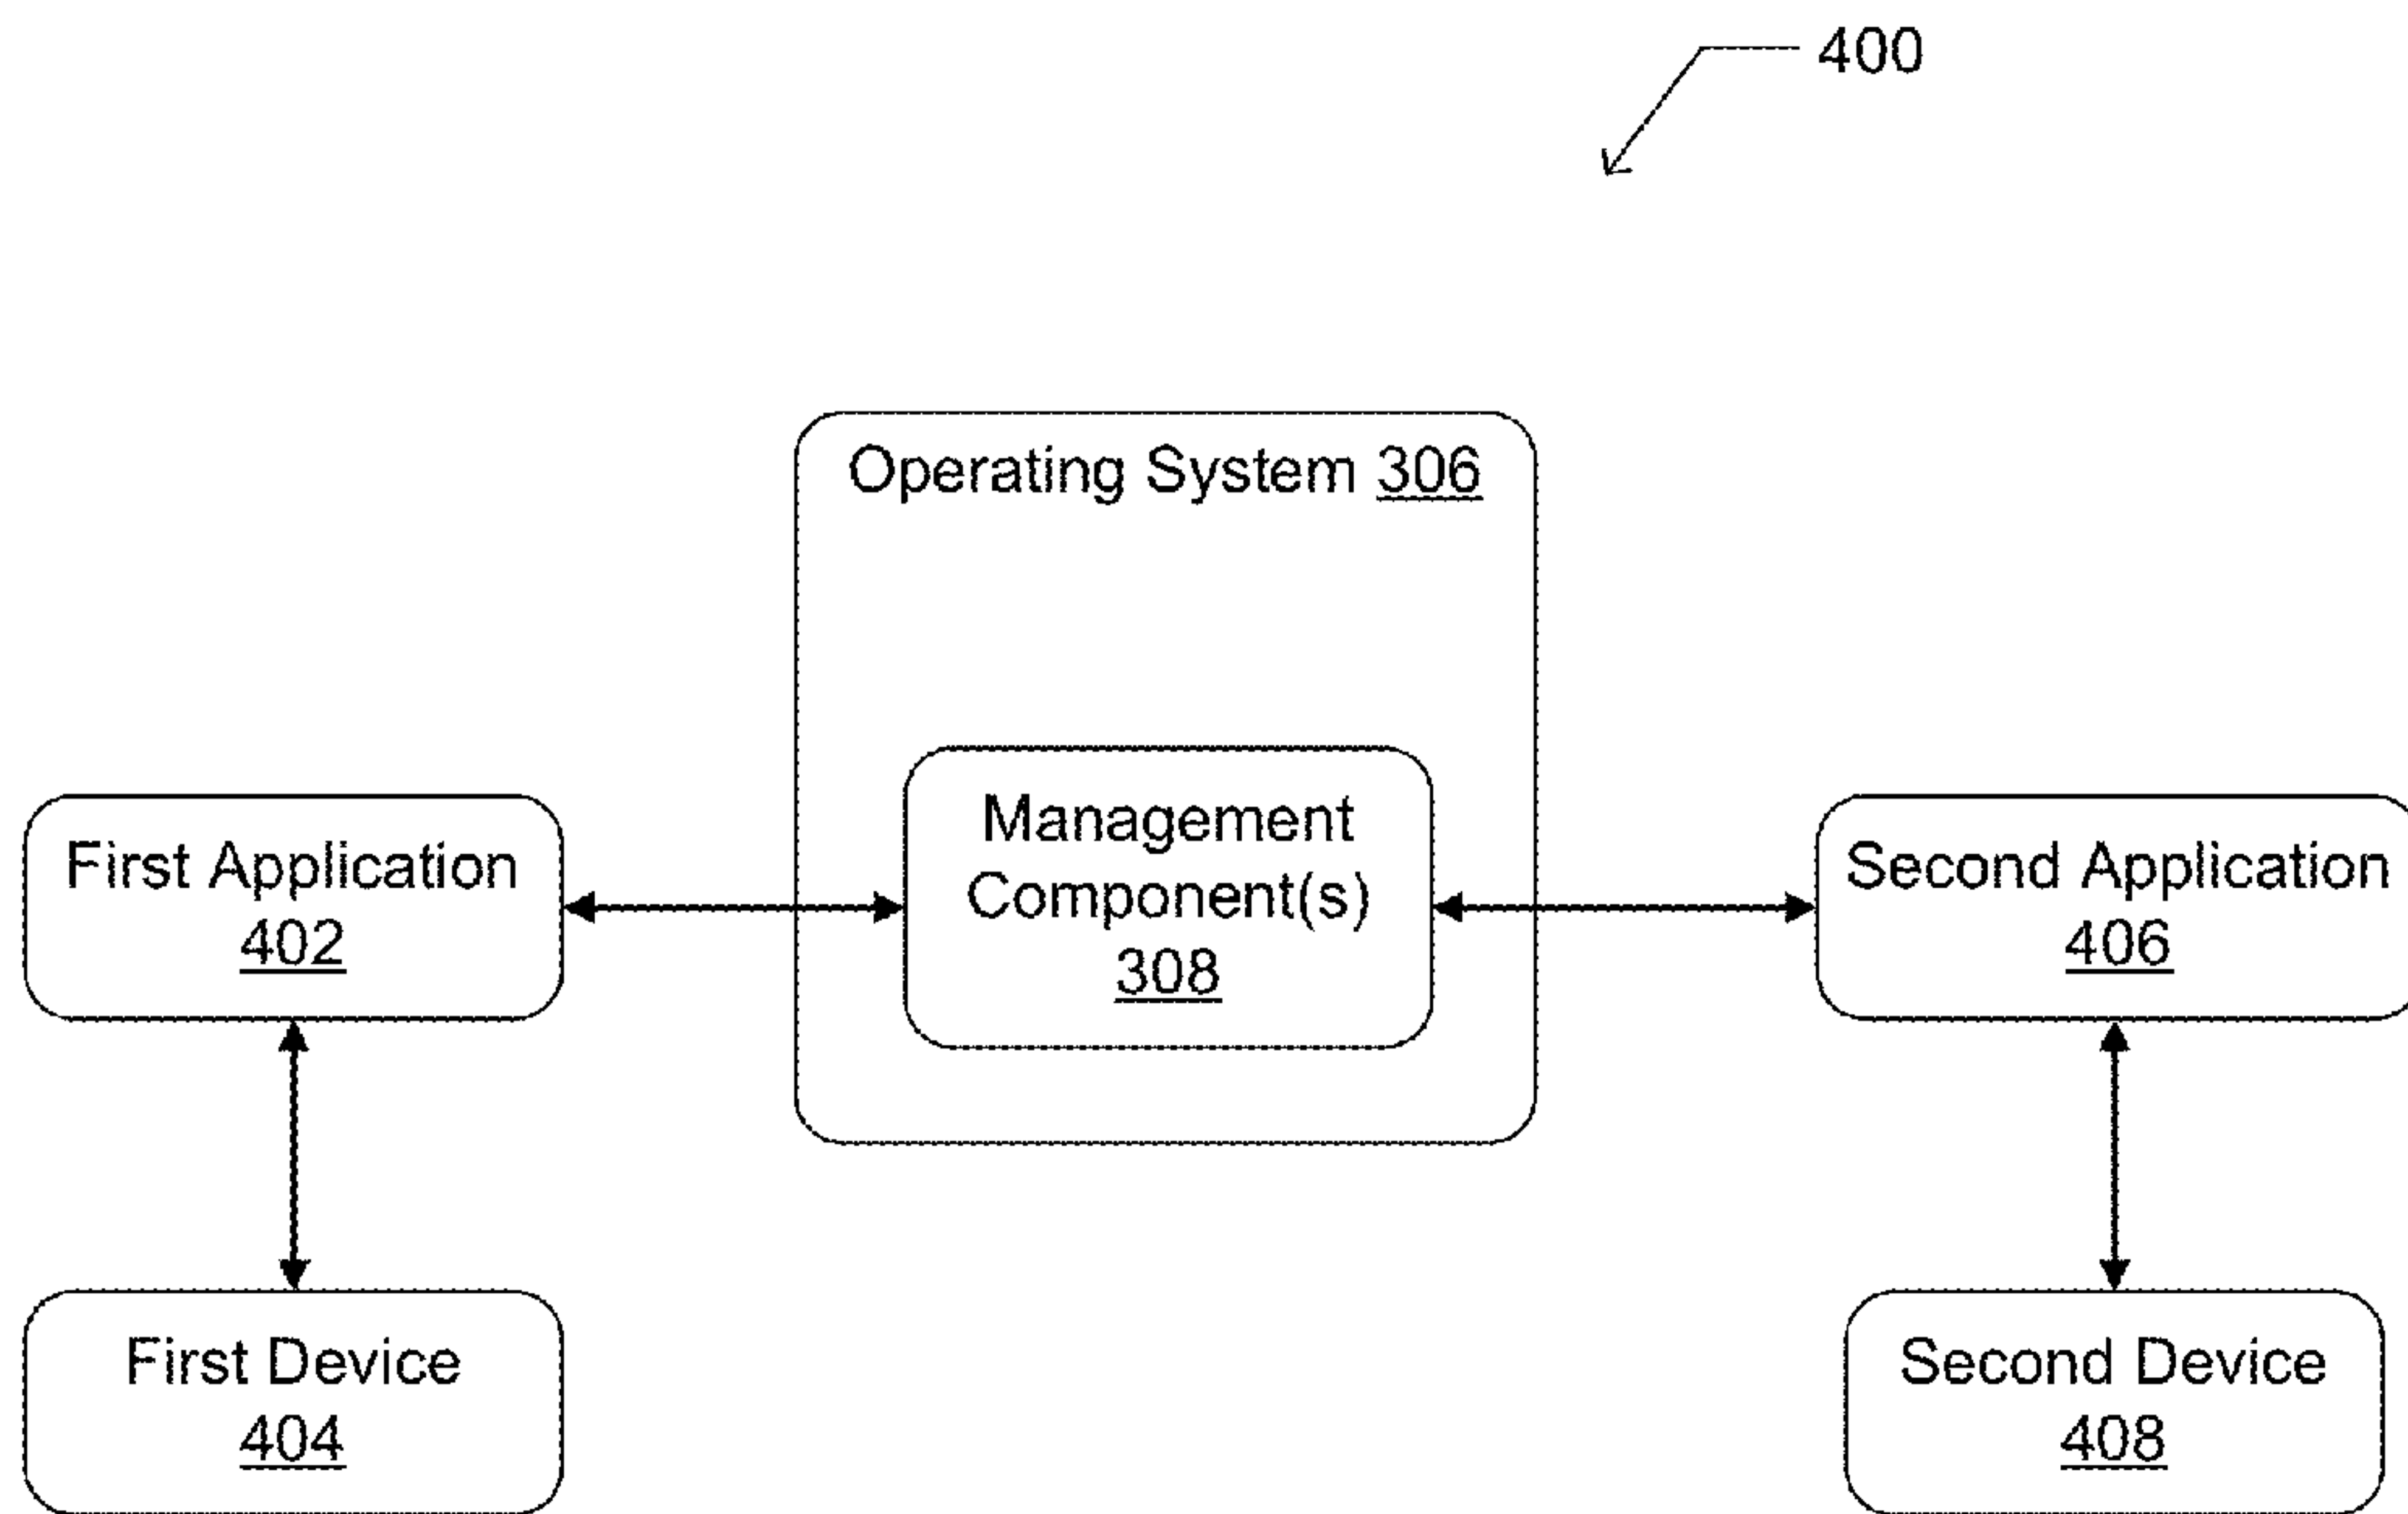 400
Operating System 306
Management
Component(s)
308
First Application
402
Second Application
406
First Device
404
Second Device
408